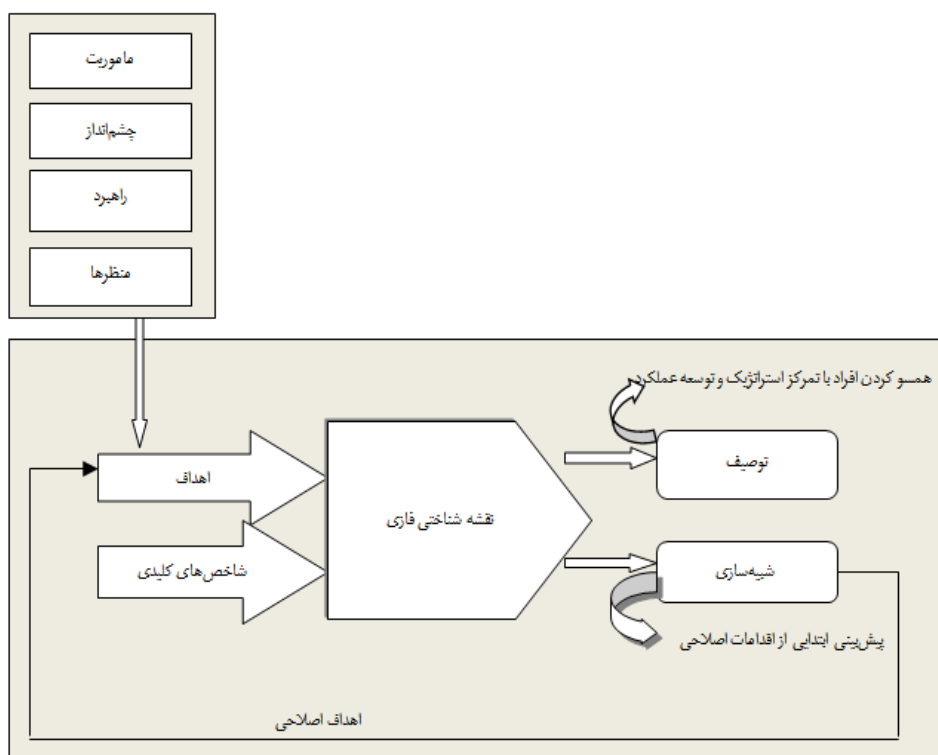 ماموریت
چشم‌انداز
راهبرد
منظرها
همسو کردن افراد با تمرکز استراتژیک و توسعه عملکرد
توصیف
اهداف
نقشه شناختی فازی
شاخص‌های کلیدی
شبیه‌سازی
پیش‌بینی ابتدایی از اقدامات اصلاحی
اهداف اصلاحی